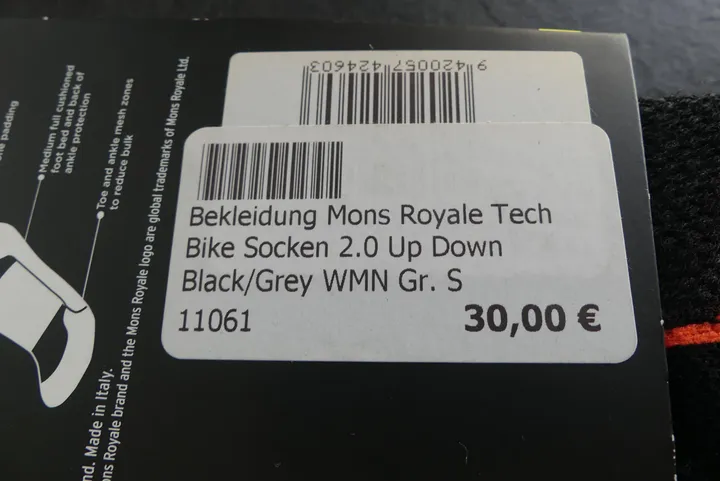 9 420057 424603
Bekleidung Mons Royale Tech
Bike Socken 2.0 Up Down
Black/Grey WMN Gr. S
11061
30,00 €
padding
Medium full cushioned
foot bed and back of
ankle protection
Toe and ankle mesh zones
to reduce bulk
Royale brand and the Mons Royale logo are global trademarks of Mons Royale Ltd.
Made in Italy.